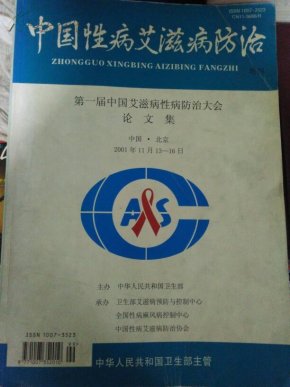 ISSN 1007-3523
中国性病艾滋病防治
ZHONGGUO XINGBING AIZIBING FANGZHI
第一届中国艾滋病性病防治大会
论文集
中国·北京
2001年11月13—16日
主办 中华人民共和国卫生部
承办 卫生部艾滋病预防与控制中心
全国性病麻风病控制中心
中国性病艾滋病防治协会
ISSN 1007-3523
中华人民共和国卫生部主管